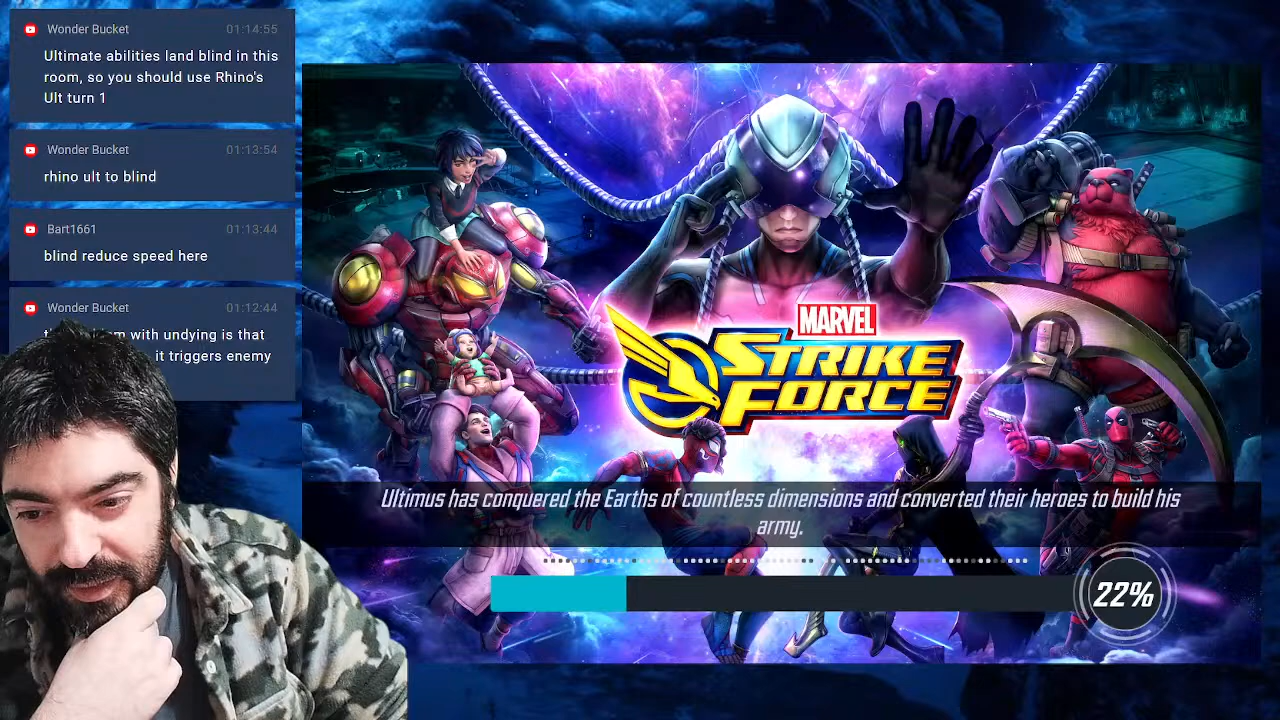 Wonder Bucket 01:14:55
Ultimate abilities land blind in this
room, so you should use Rhino's
Ult turn 1
Wonder Bucket 01:13:54
rhino ult to blind
Bart1661 01:13:44
blind reduce speed here
Wonder Bucket 01:12:44
with undying is that
it triggers enemy
MARVEL
STRIKE
FORCE
Ultimus has conquered the Earths of countless dimensions and converted their heroes to build his
army.
22%